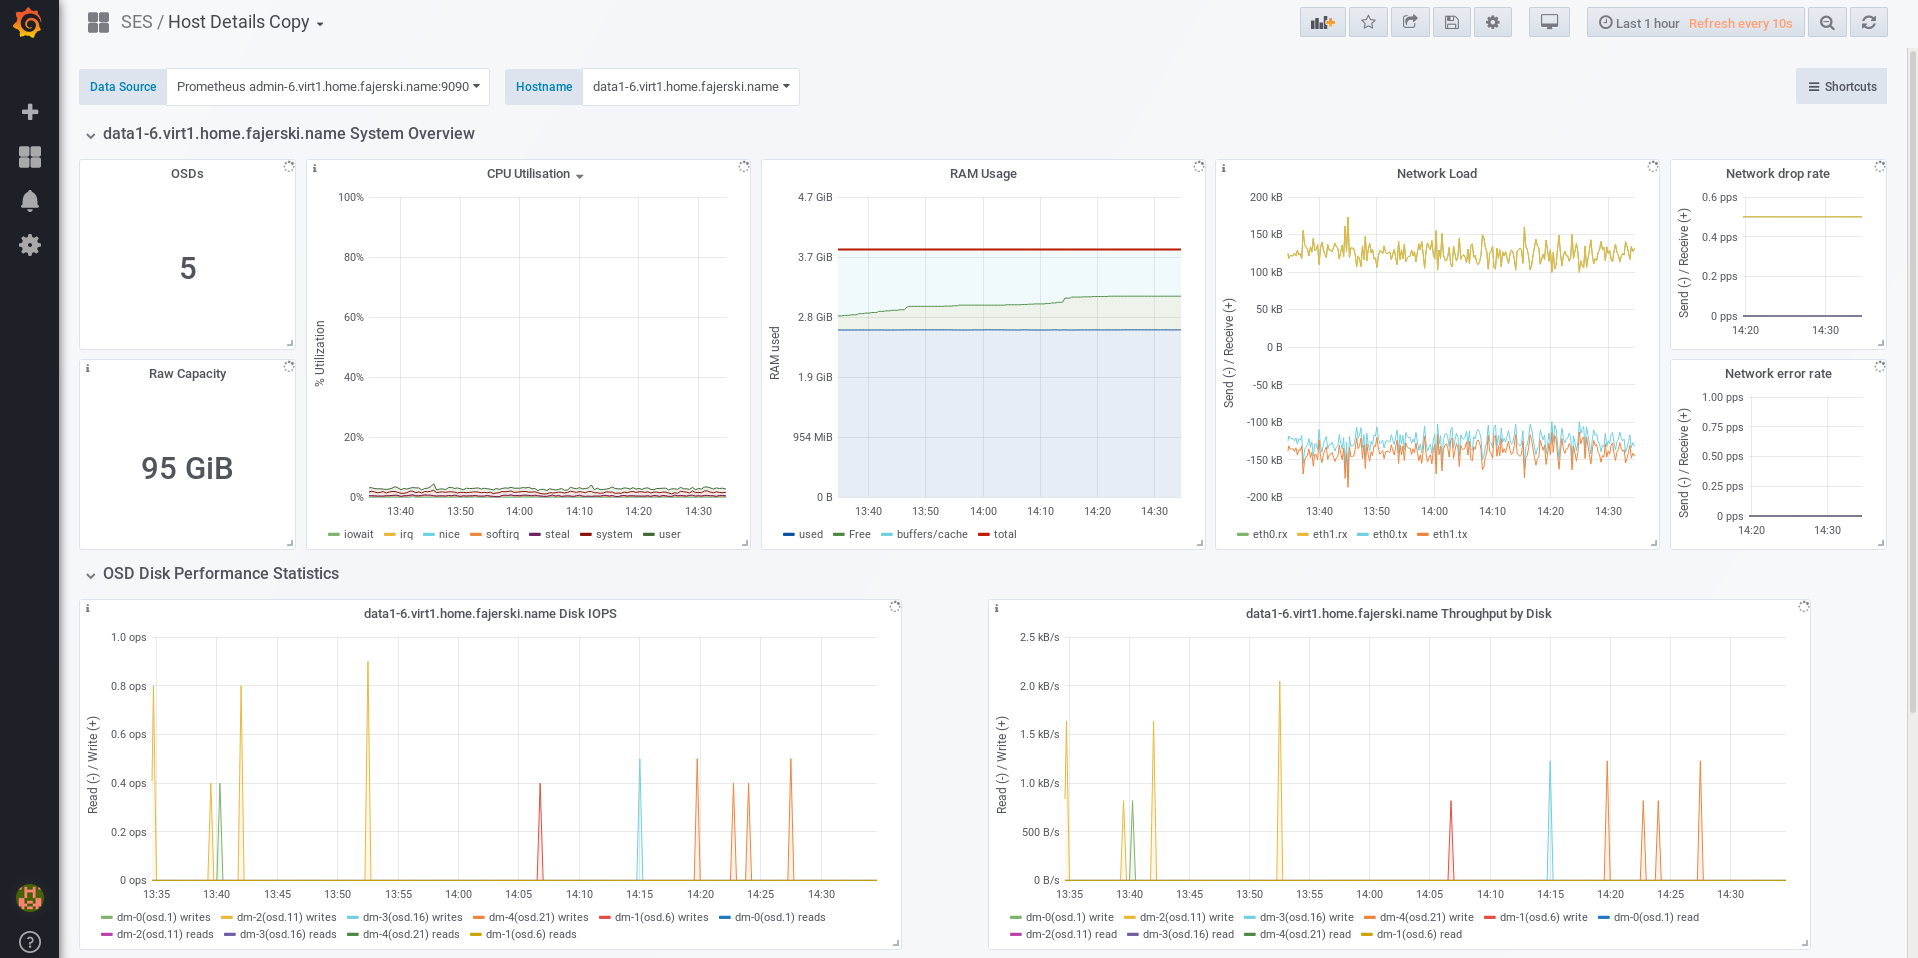 SES / Host Details Copy
Last 1 hour Refresh every 10s
Data Source Prometheus admin-6.virt1.home.fajerski.name:9090 Hostname data1-6.virt1.home.fajerski.name Shortcuts
data1-6.virt1.home.fajerski.name System Overview
OSDs
5
Raw Capacity
95 GiB
CPU Utilisation
% Utilization
100%
80%
60%
40%
20%
0%
13:40 13:50 14:00 14:10 14:20 14:30
iowait irq nice softirq steal system user
RAM Usage
RAM used
4.7 GiB
3.7 GiB
2.8 GiB
1.9 GiB
954 MiB
0 B
13:40 13:50 14:00 14:10 14:20 14:30
used Free buffers/cache total
Network Load
Send (-) / Receive (+)
200 kB
150 kB
100 kB
50 kB
0 B
-50 kB
-100 kB
-150 kB
-200 kB
13:40 13:50 14:00 14:10 14:20 14:30
eth0.rx eth1.rx eth0.tx eth1.tx
Network drop rate
Send (-) / Receive (+)
0.6 pps
0.4 pps
0.2 pps
0 pps
14:20 14:30
Network error rate
Send (-) / Receive (+)
1.00 pps
0.75 pps
0.50 pps
0.25 pps
0 pps
14:20 14:30
OSD Disk Performance Statistics
data1-6.virt1.home.fajerski.name Disk IOPS
Read (-) / Write (+)
1.0 ops
0.8 ops
0.6 ops
0.4 ops
0.2 ops
0 ops
13:35 13:40 13:45 13:50 13:55 14:00 14:05 14:10 14:15 14:20 14:25 14:30
dm-0(osd.1) writes dm-2(osd.11) writes dm-3(osd.16) writes dm-4(osd.21) writes dm-1(osd.6) writes dm-0(osd.1) reads
dm-2(osd.11) reads dm-3(osd.16) reads dm-4(osd.21) reads dm-1(osd.6) reads
data1-6.virt1.home.fajerski.name Throughput by Disk
Read (-) / Write (+)
2.5 kB/s
2.0 kB/s
1.5 kB/s
1.0 kB/s
500 B/s
0 B/s
13:35 13:40 13:45 13:50 13:55 14:00 14:05 14:10 14:15 14:20 14:25 14:30
dm-0(osd.1) write dm-2(osd.11) write dm-3(osd.16) write dm-4(osd.21) write dm-1(osd.6) write dm-0(osd.1) read
dm-2(osd.11) read dm-3(osd.16) read dm-4(osd.21) read dm-1(osd.6) read